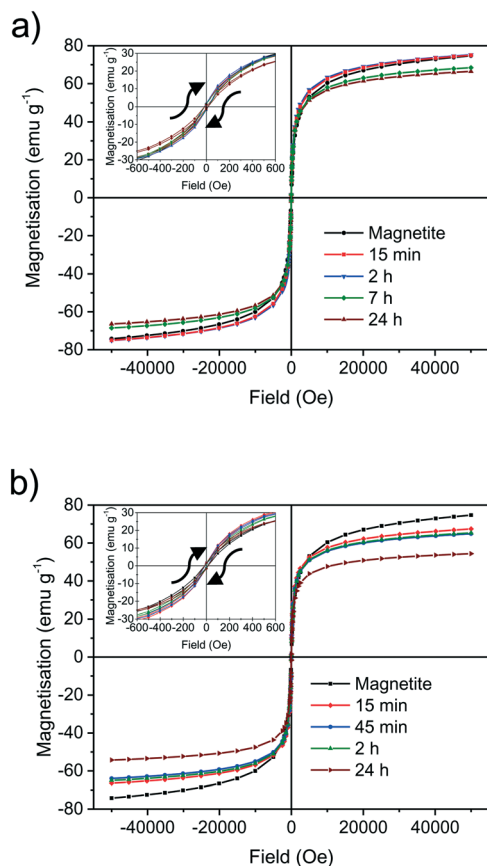 a)
Magnetisation (emu g-1)
80
60
40
20
0
-20
-40
-60
-80
-40000 -20000 0 20000 40000
Field (Oe)
Magnetisation (emu g-1)
30
20
10
0
-10
-20
-30
-600 -400 -200 0 200 400 600
Field (Oe)
Magnetite
15 min
2 h
7 h
24 h
b)
Magnetisation (emu g-1)
80
60
40
20
0
-20
-40
-60
-80
-40000 -20000 0 20000 40000
Field (Oe)
Magnetisation (emu g-1)
30
20
10
0
-10
-20
-30
-600 -400 -200 0 200 400 600
Field (Oe)
Magnetite
15 min
45 min
2 h
24 h